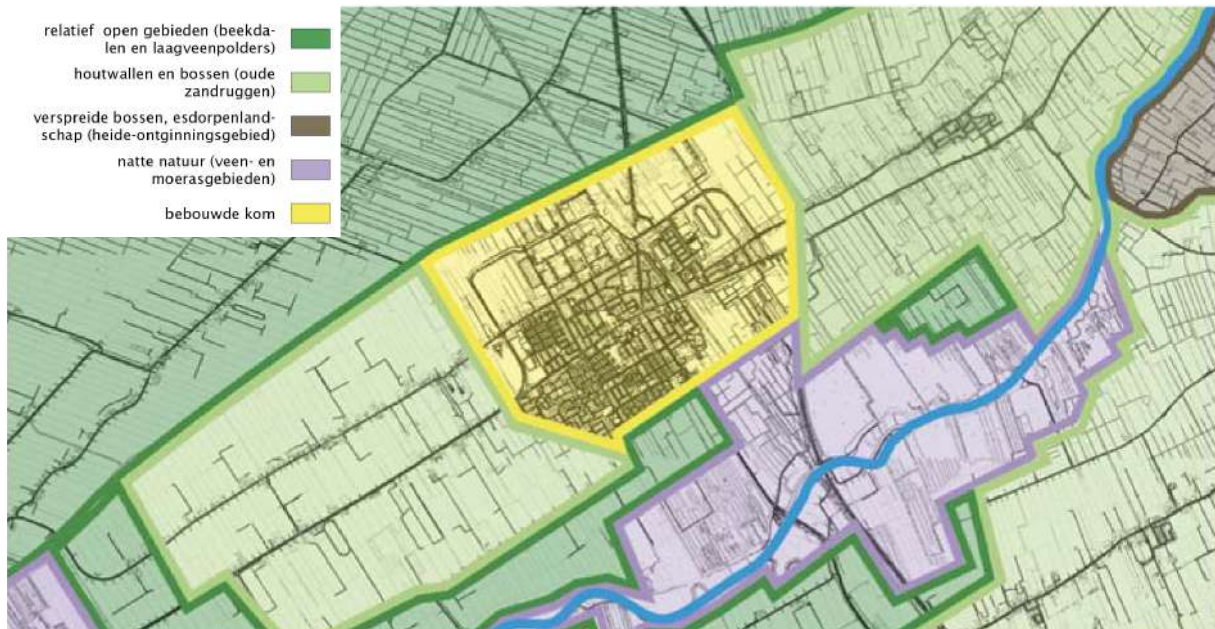 relatief open gebieden (beekda-
len en laagveenpolders)
houtwallen en bossen (oude
zandruggen)
verspreide bossen, esdorpenland-
schap (heide-ontginningsgebied)
natte natuur (veen- en
moerasgebieden)
bebouwde kom